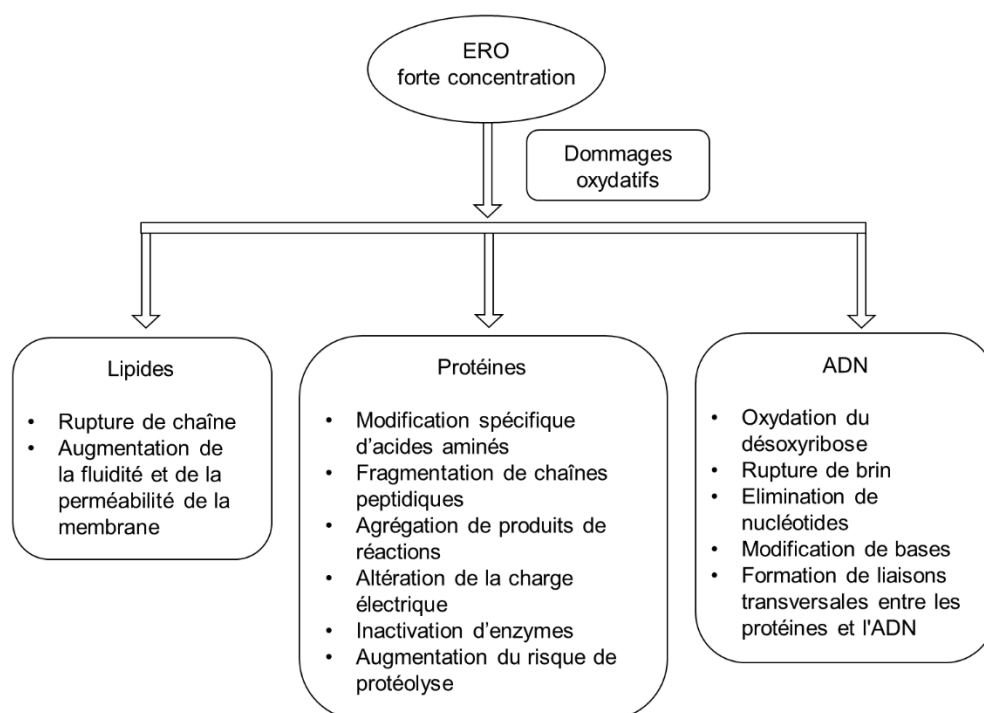 ERO
forte concentration
Dommages
oxydatifs
Lipides
• Rupture de chaîne
• Augmentation de
la fluidité et de la
perméabilité de la
membrane
Protéines
• Modification spécifique
d'acides aminés
• Fragmentation de chaînes
peptidiques
• Agrégation de produits de
réactions
• Altération de la charge
électrique
• Inactivation d'enzymes
• Augmentation du risque de
protéolyse
ADN
• Oxydation du
désoxyribose
• Rupture de brin
• Elimination de
nucléotides
• Modification de bases
• Formation de liaisons
transversales entre les
protéines et l'ADN